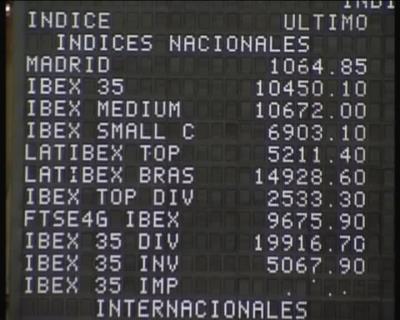 INDICE ULTIMO
INDICES NACIONALES
MADRID 1064.85
IBEX 35 10450.10
IBEX MEDIUM 10672.00
IBEX SMALL C 6903.10
LATIBEX TOP 5211.40
LATIBEX BRAS 14928.60
IBEX TOP DIV 2533.30
FTSE4G IBEX 9675.90
IBEX 35 DIV 19916.70
IBEX 35 INV 5067.90
IBEX 35 IMP
INTERNACIONALES